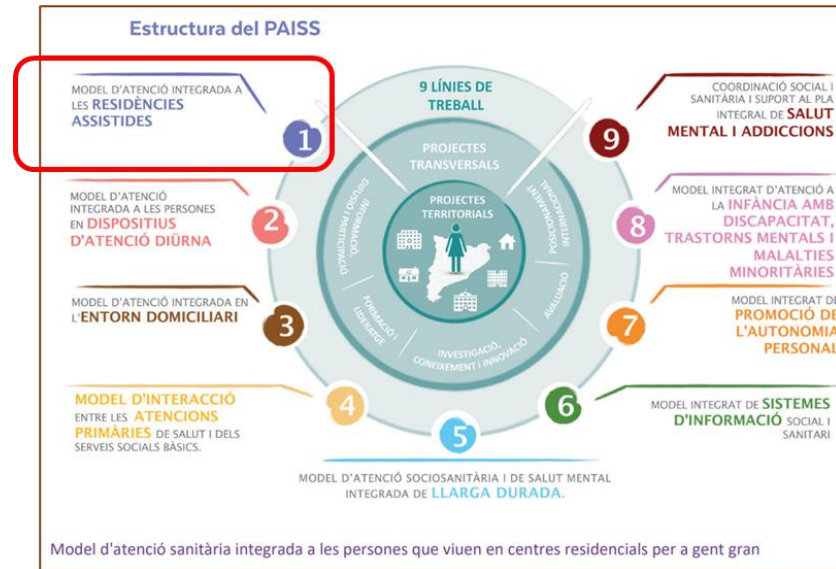 Estructura del PAISS
MODEL D'ATENCIÓ INTEGRADA A
LES RESIDÈNCIES
ASSISTIDES
1
MODEL D'ATENCIÓ
INTEGRADA A LES PERSONES
EN DISPOSITIUS
D'ATENCIÓ DIÜRNA
2
MODEL D'ATENCIÓ INTEGRADA EN
L'ENTORN DOMICILIARI
3
MODEL D'INTERACCIÓ
ENTRE LES ATENCIONS
PRIMÀRIES DE SALUT I DELS
SERVEIS SOCIALS BÀSICS.
4
5
MODEL D'ATENCIÓ SOCIOSANITÀRIA I DE SALUT MENTAL
INTEGRADA DE LLARGA DURADA.
6
MODEL INTEGRAT DE SISTEMES
D'INFORMACIÓ SOCIAL I
SANITARI
7
MODEL INTEGRAT DE
PROMOCIÓ DE
L'AUTONOMIA
PERSONAL
8
MODEL INTEGRAT D'ATENCIÓ A
LA INFÀNCIA AMB
DISCAPACITAT,
TRASTORNS MENTALS I
MALALTIES
MINORITÀRIES
9
COORDINACIÓ SOCIAL I
SANITÀRIA I SUPORT AL PLA
INTEGRAL DE SALUT
MENTAL I ADDICCIONS
9 LÍNIES DE
TREBALL
PROJECTES
TRANSVERSALS
INFORMACIÓ,
DIFUSIÓ I PARTICIPACIÓ
FORMACIÓ I
LIDERATGE
INVESTIGACIÓ,
CONEIXEMENT I INNOVACIÓ
AVALUACIÓ
POSICIONAMENT
INTERNACIONAL
PROJECTES
TERRITORIALS
Model d'atenció sanitària integrada a les persones que viuen en centres residencials per a gent gran